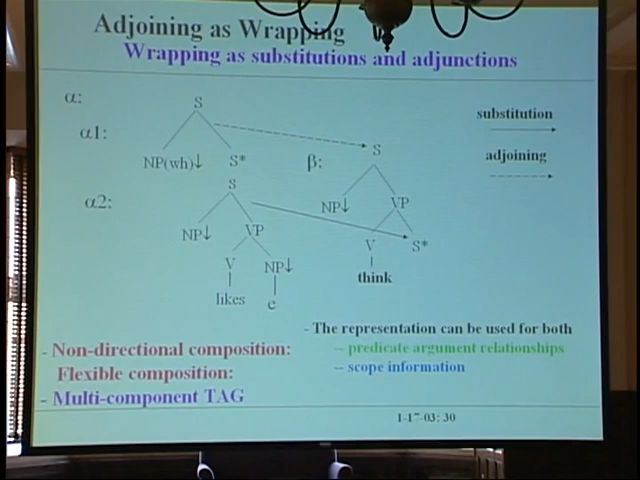 Adjoining as Wrapping
Wrapping as substitutions and adjunctions
α:
S
substitution
α1:
NP(wh)↓ S*
β:
S
adjoining
α2:
S
NP↓ VP
NP↓ VP
V S*
V NP↓
think
likes e
- The representation can be used for both
- Non-directional composition:
-- predicate argument relationships
Flexible composition:
-- scope information
- Multi-component TAG
1-17-03: 30